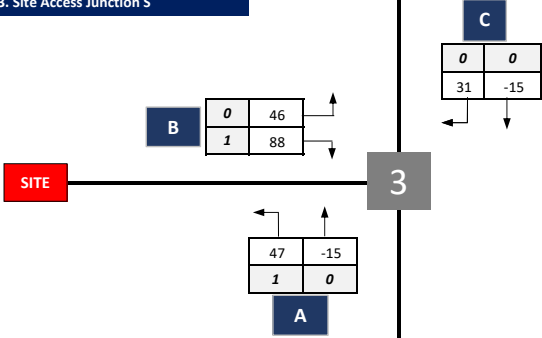 3. Site Access Junction S
C
0 0
31 -15
B
0 46
1 88
SITE
3
47 -15
1 0
A